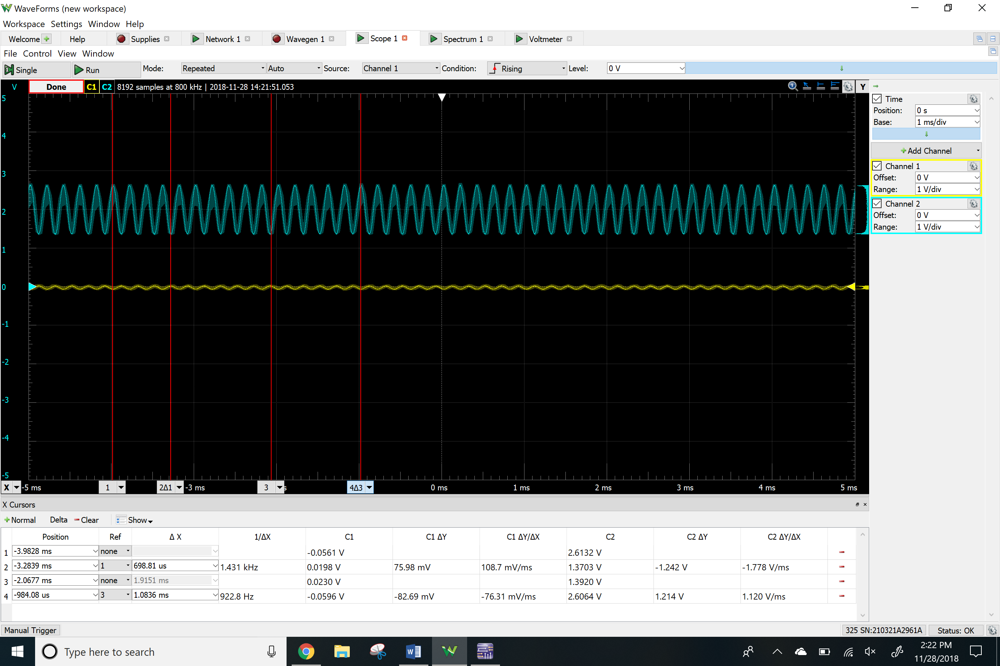 WaveForms (new workspace)
Workspace Settings Window Help
Welcome Help Supplies Network 1 Wavegen 1 Scope 1 Spectrum 1 Voltmeter
File Control View Window
Single Run Mode: Repeated Auto Source: Channel 1 Condition: Rising Level: 0 V
V Done C1 C2 8192 samples at 800 kHz | 2018-11-28 14:21:51.053 Y
5
4
3
2
1
0
-1
-2
-3
-4
-5
X -5 ms 1 2Δ1 -3 ms 3 s 4Δ3 0 ms 1 ms 2 ms 3 ms 4 ms 5 ms
Time
Position: 0 s
Base: 1 ms/div
Add Channel
Channel 1
Offset: 0 V
Range: 1 V/div
Channel 2
Offset: 0 V
Range: 1 V/div
X Cursors
Normal Delta Clear Show
Position Ref Δ X 1/ΔX C1 C1 ΔY C1 ΔY/ΔX C2 C2 ΔY C2 ΔY/ΔX
1 -3.9828 ms none -0.0561 V 2.6132 V
2 -3.2839 ms 1 698.81 us 1.431 kHz 0.0198 V 75.98 mV 108.7 mV/ms 1.3703 V -1.242 V -1.778 V/ms
3 -2.0677 ms none 1.9151 ms 0.0230 V 1.3920 V
4 -984.08 us 3 1.0836 ms 922.8 Hz -0.0596 V -82.69 mV -76.31 mV/ms 2.6064 V 1.214 V 1.120 V/ms
Manual Trigger 325 SN:210321A2961A Status: OK
Type here to search
2:22 PM
11/28/2018